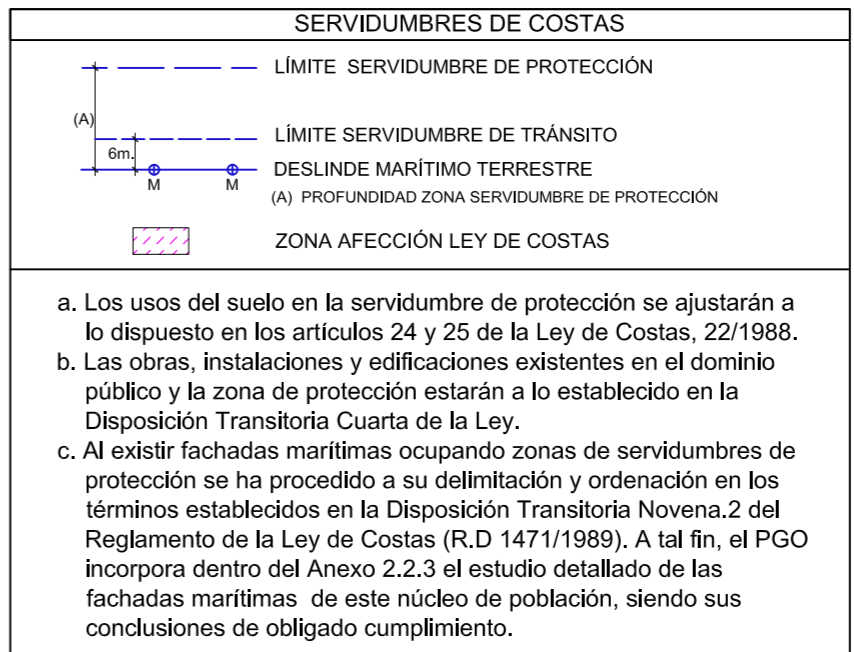 SERVIDUMBRES DE COSTAS
LÍMITE SERVIDUMBRE DE PROTECCIÓN
(A)
LÍMITE SERVIDUMBRE DE TRÁNSITO
6m.
DESLINDE MARÍTIMO TERRESTRE
M M
(A) PROFUNDIDAD ZONA SERVIDUMBRE DE PROTECCIÓN
ZONA AFECCIÓN LEY DE COSTAS
a. Los usos del suelo en la servidumbre de protección se ajustarán a
lo dispuesto en los artículos 24 y 25 de la Ley de Costas, 22/1988.
b. Las obras, instalaciones y edificaciones existentes en el dominio
público y la zona de protección estarán a lo establecido en la
Disposición Transitoria Cuarta de la Ley.
c. Al existir fachadas marítimas ocupando zonas de servidumbres de
protección se ha procedido a su delimitación y ordenación en los
términos establecidos en la Disposición Transitoria Novena.2 del
Reglamento de la Ley de Costas (R.D 1471/1989). A tal fin, el PGO
incorpora dentro del Anexo 2.2.3 el estudio detallado de las
fachadas marítimas de este núcleo de población, siendo sus
conclusiones de obligado cumplimiento.